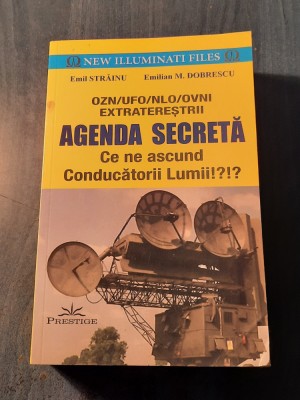 NEW ILLUMINATI FILES
Emil STRĂINU Emilian M. DOBRESCU
OZN/UFO/NLO/OVNI
EXTRATEREȘTRII
AGENDA SECRETĂ
Ce ne ascund
Conducătorii Lumii!?!?
PRESTIGE